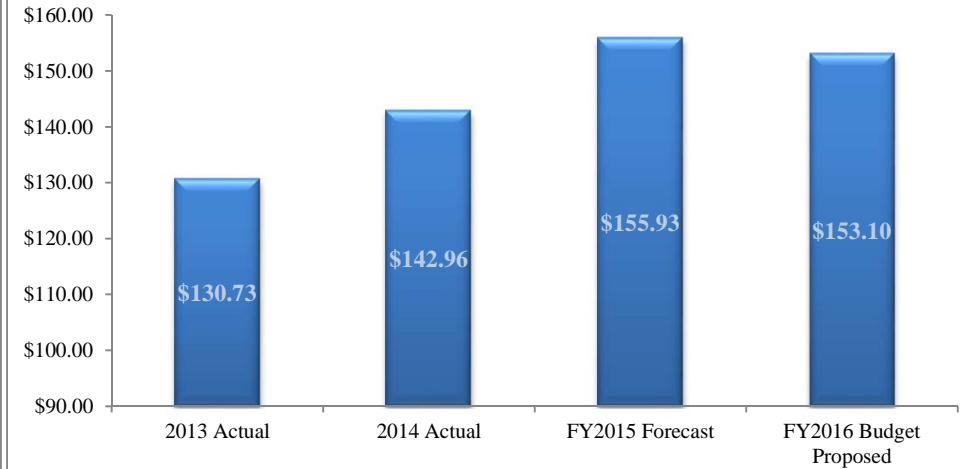 $160.00
$150.00
$140.00
$130.00
$120.00
$110.00
$100.00
$90.00
$130.73
$142.96
$155.93
$153.10
2013 Actual
2014 Actual
FY2015 Forecast
FY2016 Budget
Proposed